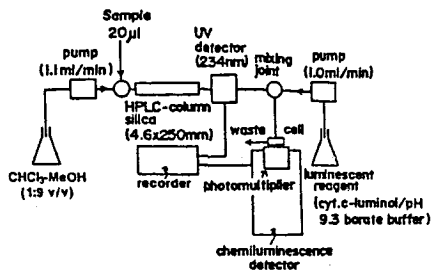 Sample
20μl
pump
(1.1ml/min)
UV
detector
(234nm)
mixing
joint
pump
(1.0ml/min)
HPLC-column
silica
(4.6x250mm)
waste
cell
recorder
photomultiplier
CHCl₃-MeOH
(1:9 v/v)
luminescent
reagent
(cyt.c-luminol/pH
9.3 borate buffer)
chemiluminescence
detector